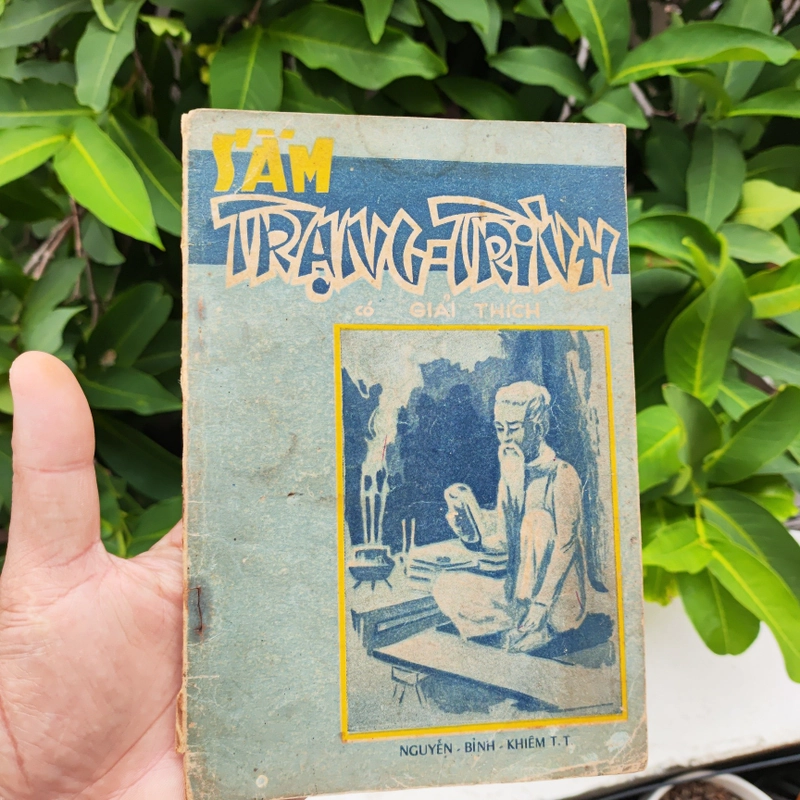 SẤM
TRẠNG=TRÌNH
CÓ GIẢI THÍCH
NGUYỄN - BỈNH - KHIÊM T.T